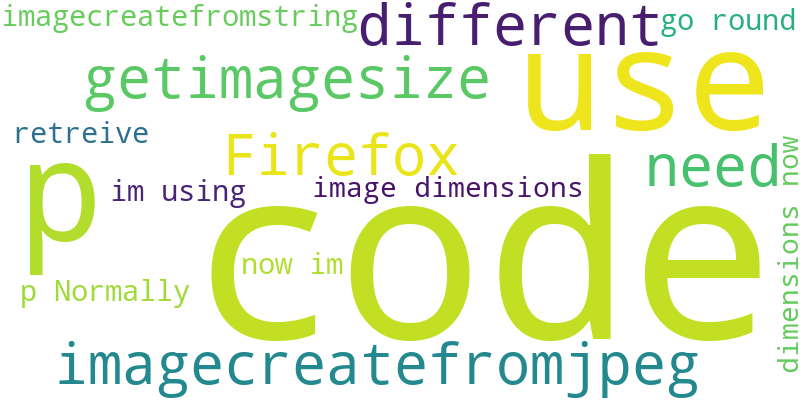 imagecreatefromstring
different
go round
getimagesize
use
retreive
Firefox
need
p
im using
image dimensions
code
now im
p Normally
dimensions now
imagecreatefromjpeg